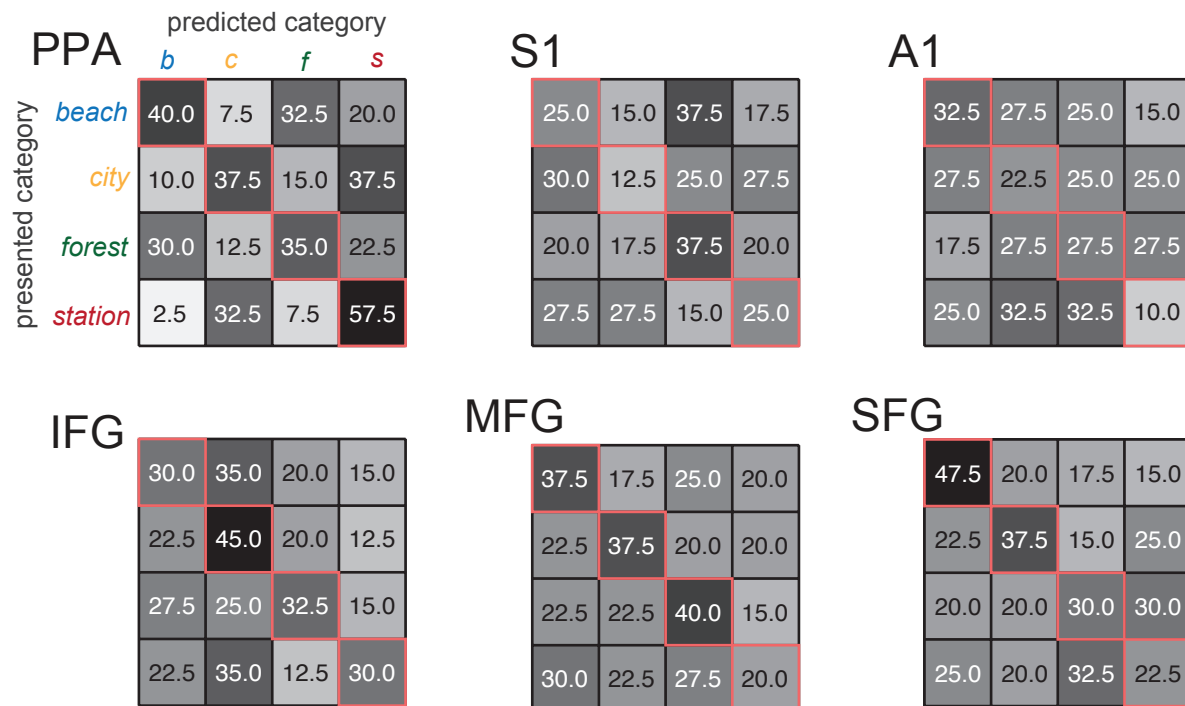 predicted category
PPA S1 A1
b c f s
presented category
beach 40.0 7.5 32.5 20.0 25.0 15.0 37.5 17.5 32.5 27.5 25.0 15.0
city 10.0 37.5 15.0 37.5 30.0 12.5 25.0 27.5 27.5 22.5 25.0 25.0
forest 30.0 12.5 35.0 22.5 20.0 17.5 37.5 20.0 17.5 27.5 27.5 27.5
station 2.5 32.5 7.5 57.5 27.5 27.5 15.0 25.0 25.0 32.5 32.5 10.0
IFG MFG SFG
30.0 35.0 20.0 15.0 37.5 17.5 25.0 20.0 47.5 20.0 17.5 15.0
22.5 45.0 20.0 12.5 22.5 37.5 20.0 20.0 22.5 37.5 15.0 25.0
27.5 25.0 32.5 15.0 22.5 22.5 40.0 15.0 20.0 20.0 30.0 30.0
22.5 35.0 12.5 30.0 30.0 22.5 27.5 20.0 25.0 20.0 32.5 22.5